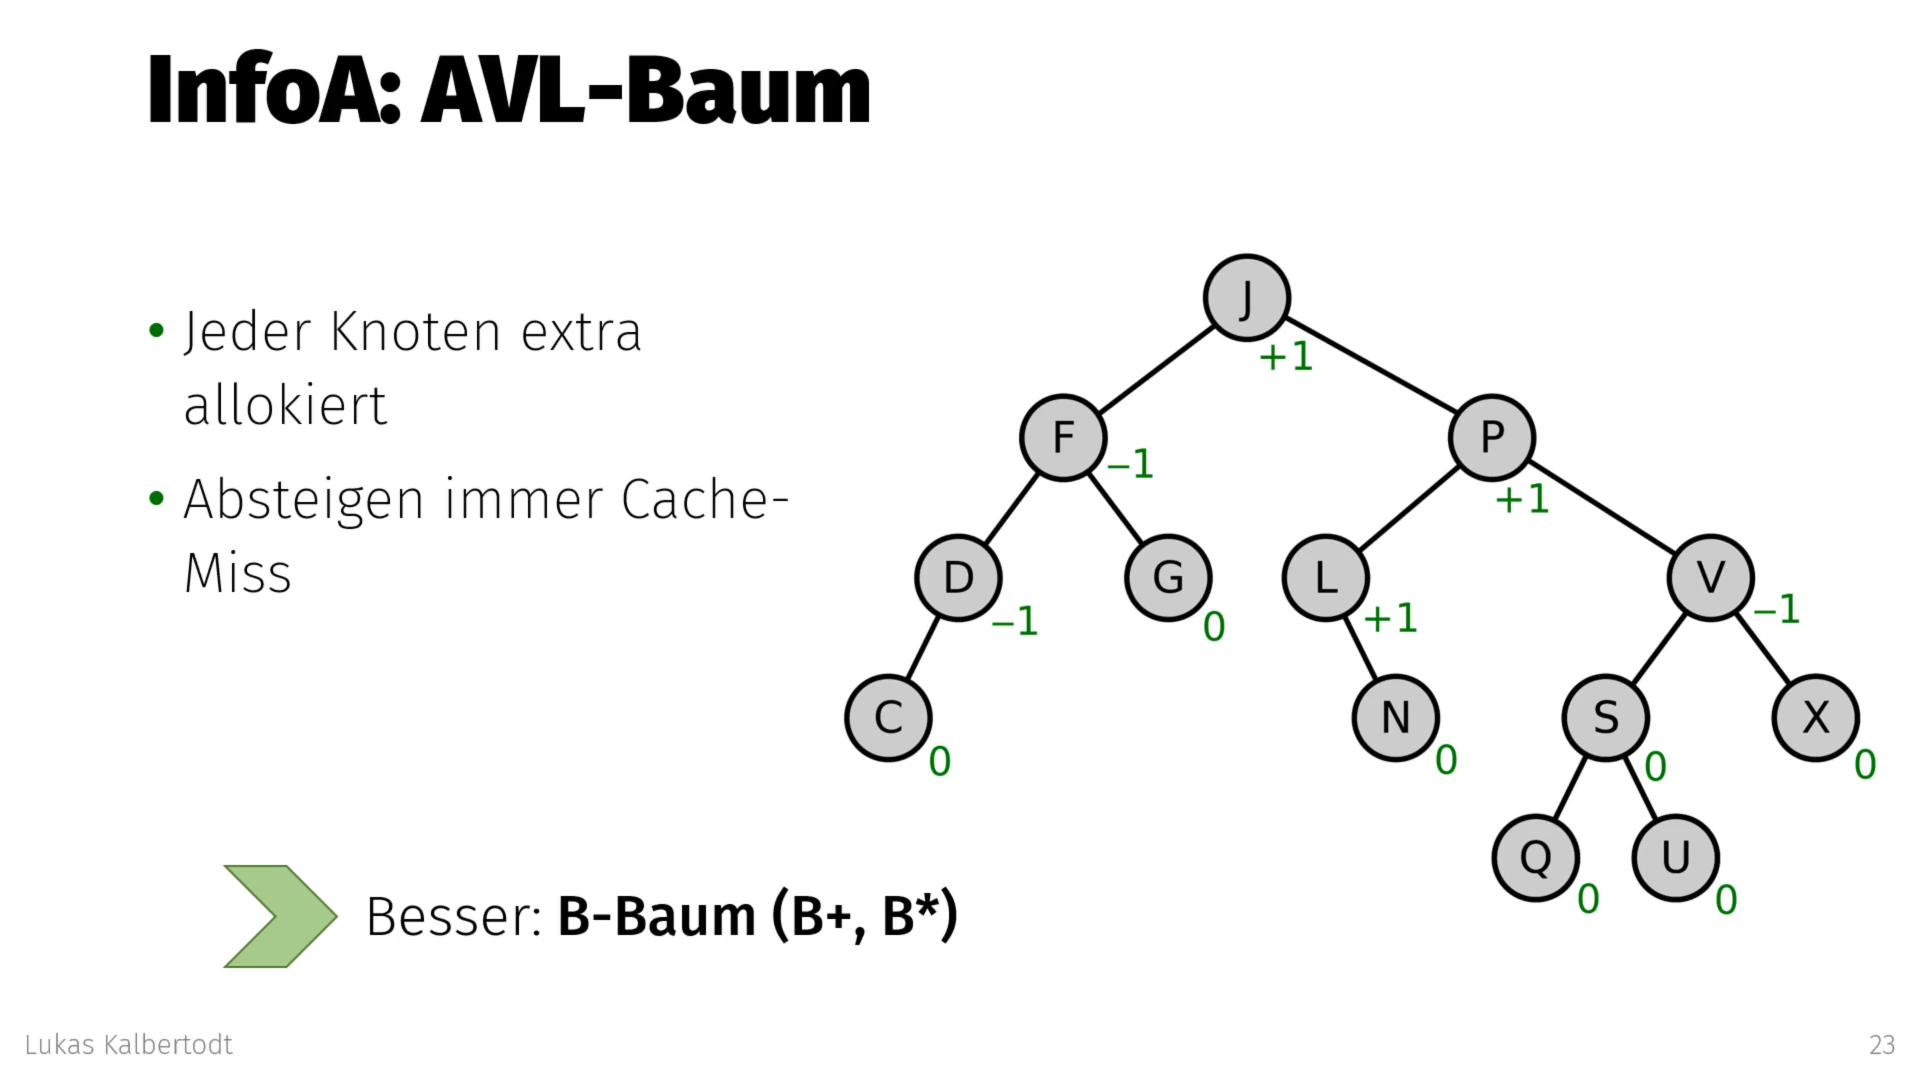 InfoA: AVL-Baum
• Jeder Knoten extra
allokiert
• Absteigen immer Cache-
Miss
J
+1
F
−1
P
+1
D
−1
G
0
L
+1
V
−1
C
0
N
0
S
0
X
0
Q
0
U
0
Besser: B-Baum (B+, B*)
Lukas Kalbertodt
23